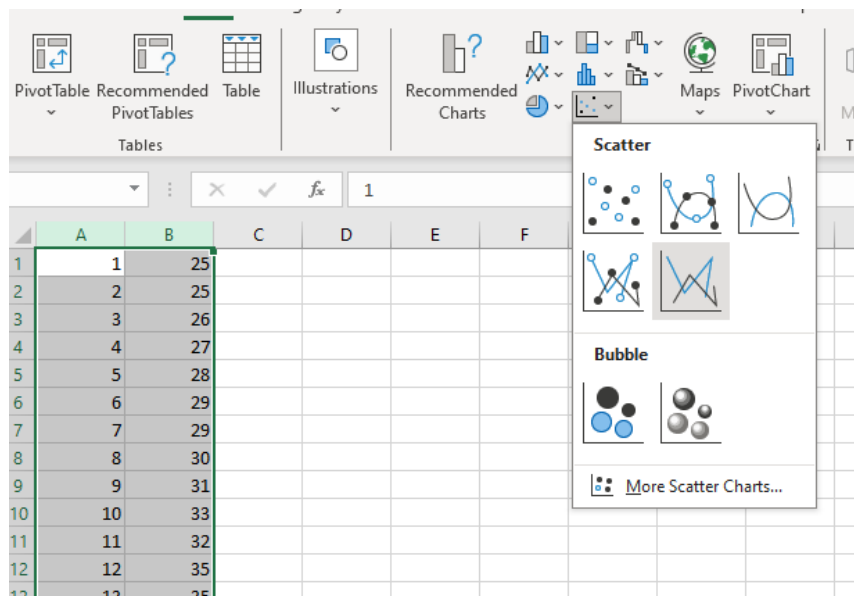 PivotTable Recommended PivotTables Table
Illustrations
Recommended Charts
Maps PivotChart
Tables
Scatter
fx 1
A B C D E F
1 1 25
2 2 25
3 3 26
4 4 27
5 5 28
6 6 29
7 7 29
8 8 30
9 9 31
10 10 33
11 11 32
12 12 35
Bubble
More Scatter Charts...